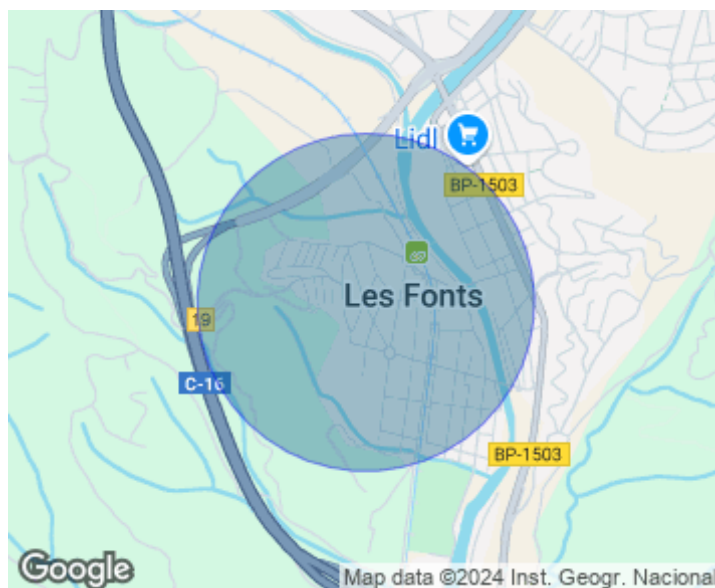 Lidl
BP-1503
Les Fonts
19
C-16
BP-1503
Google
Map data ©2024 Inst. Geogr. Nacional